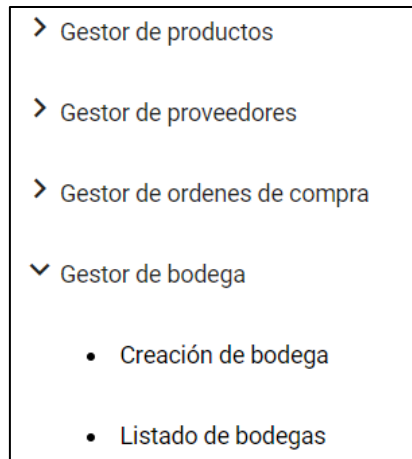 Gestor de productos
Gestor de proveedores
Gestor de ordenes de compra
Gestor de bodega
Creación de bodega
Listado de bodegas